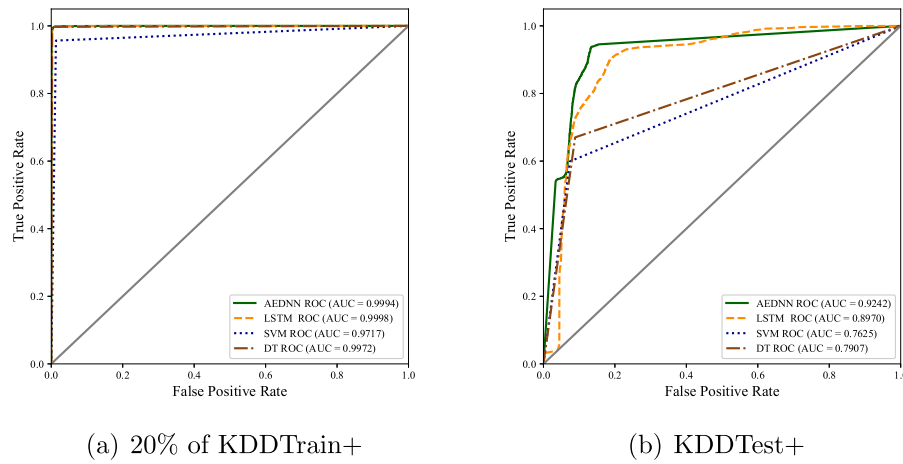 1.0
0.8
0.6
0.4
0.2
0.0
True Positive Rate
0.0 0.2 0.4 0.6 0.8 1.0
False Positive Rate
AEDNN ROC (AUC = 0.9994)
LSTM ROC (AUC = 0.9998)
SVM ROC (AUC = 0.9717)
DT ROC (AUC = 0.9972)
(a) 20% of KDDTrain+
1.0
0.8
0.6
0.4
0.2
0.0
True Positive Rate
0.0 0.2 0.4 0.6 0.8 1.0
False Positive Rate
AEDNN ROC (AUC = 0.9242)
LSTM ROC (AUC = 0.8970)
SVM ROC (AUC = 0.7625)
DT ROC (AUC = 0.7907)
(b) KDDTest+